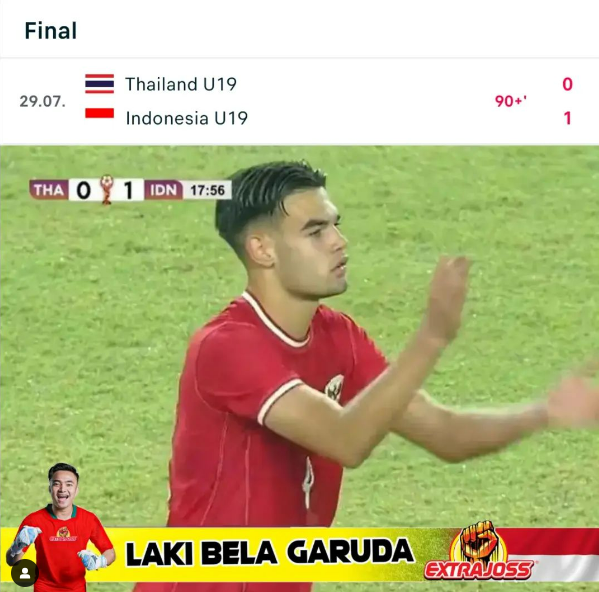 Final
29.07.
Thailand U19
Indonesia U19
90+'
0
1
THA 0 1 IDN 17:56
LAKI BELA GARUDA
EXTRAJOSS